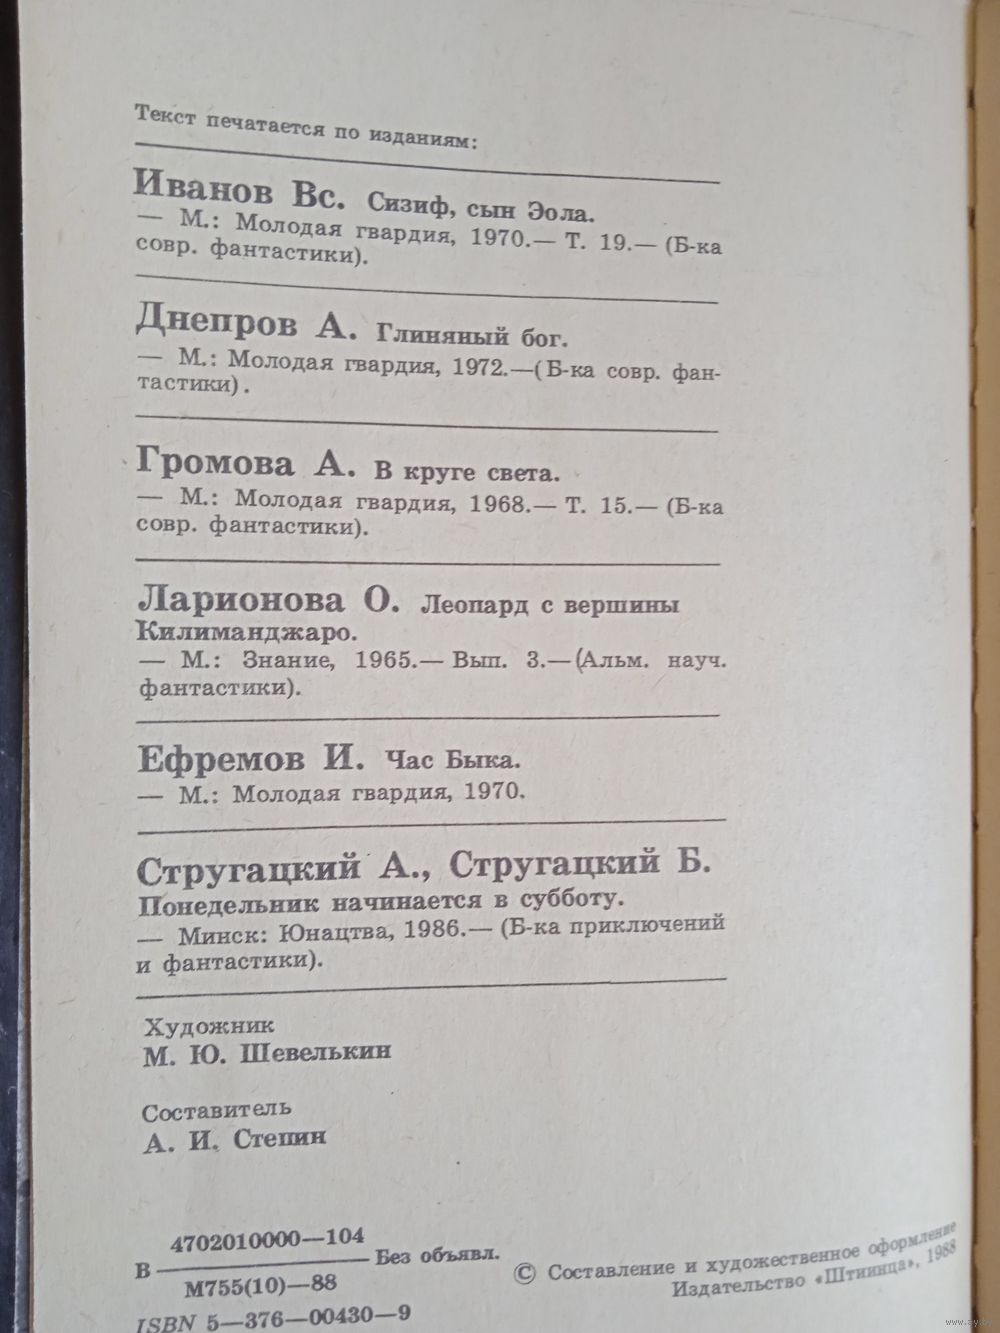 Текст печатается по изданиям:
Иванов Вс. Сизиф, сын Эола.
— М.: Молодая гвардия, 1970.— Т. 19.— (Б-ка
совр. фантастики).
Днепров А. Глиняный бог.
— М.: Молодая гвардия, 1972.—(Б-ка совр. фан-
тастики).
Громова А. В круге света.
— М.: Молодая гвардия, 1968.— Т. 15.— (Б-ка
совр. фантастики).
Ларионова О. Леопард с вершины
Килиманджаро.
— М.: Знание, 1965.— Вып. 3.—(Альм. науч.
фантастики).
Ефремов И. Час Быка.
— М.: Молодая гвардия, 1970.
Стругацкий А., Стругацкий Б.
Понедельник начинается в субботу.
— Минск: Юнацтва, 1986.— (Б-ка приключений
и фантастики).
Художник
М. Ю. Шевелькин
Составитель
А. И. Степин
4702010000—104
В Без объявл.
М755(10)—88
© Составление и художественное оформление
Издательство «Штиинца», 1988
ISBN 5—376—00430—9
www.ay.by